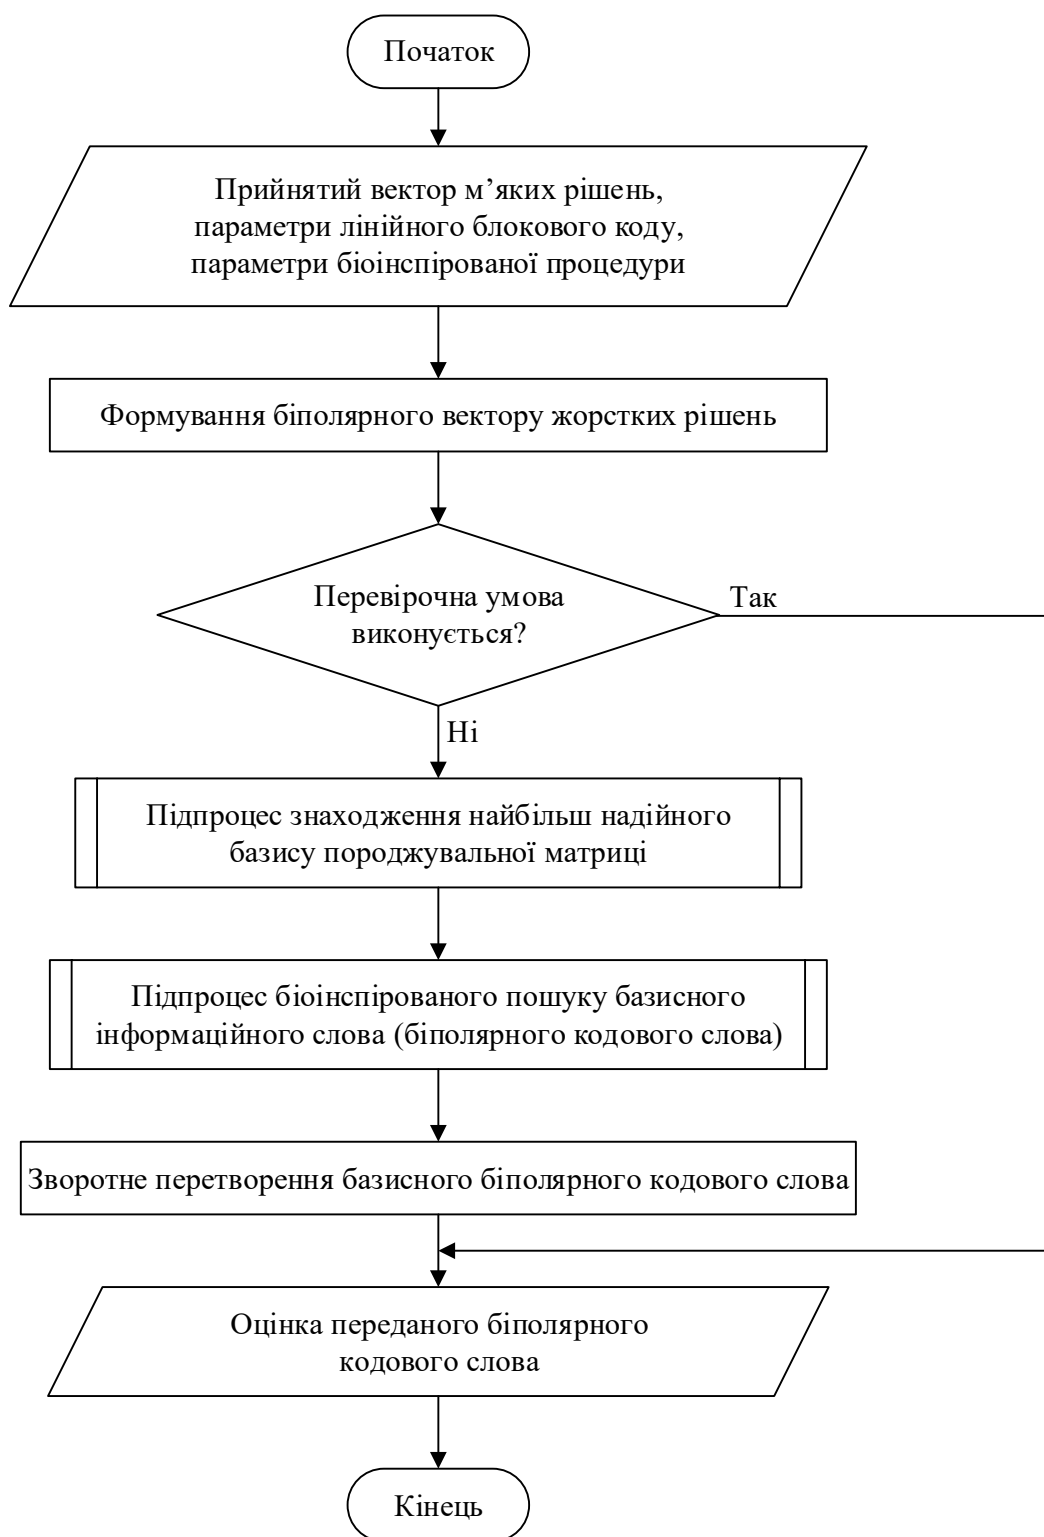 Початок
Прийнятий вектор м’яких рішень,
параметри лінійного блокового коду,
параметри біоінспірованої процедури
Формування біполярного вектору жорстких рішень
Перевірочна умова
виконується?
Так
Ні
Підпроцес знаходження найбільш надійного
базису породжувальної матриці
Підпроцес біоінспірованого пошуку базисного
інформаційного слова (біполярного кодового слова)
Зворотне перетворення базисного біполярного кодового слова
Оцінка переданого біполярного
кодового слова
Кінець